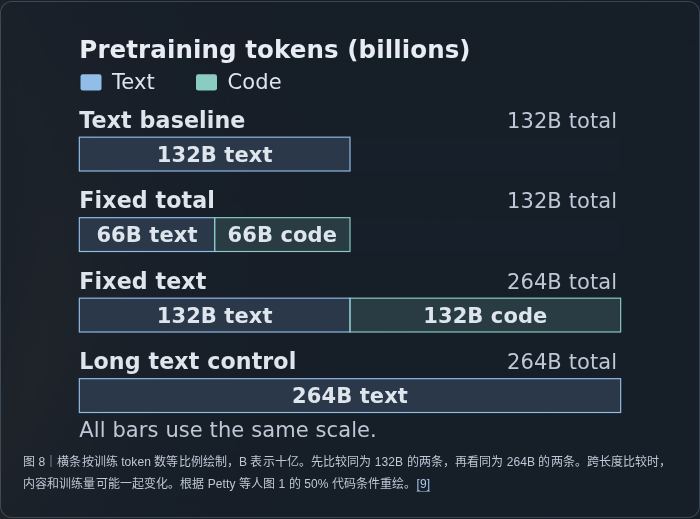 Pretraining tokens (billions)
Text Code
Text baseline 132B total
132B text
Fixed total 132B total
66B text 66B code
Fixed text 264B total
132B text 132B code
Long text control 264B total
264B text
All bars use the same scale.
图 8｜横条按训练 token 数等比例绘制，B 表示十亿。先比较同为 132B 的两条，再看同为 264B 的两条。跨长度比较时，
内容和训练量可能一起变化。根据 Petty 等人图 1 的 50% 代码条件重绘。[9]